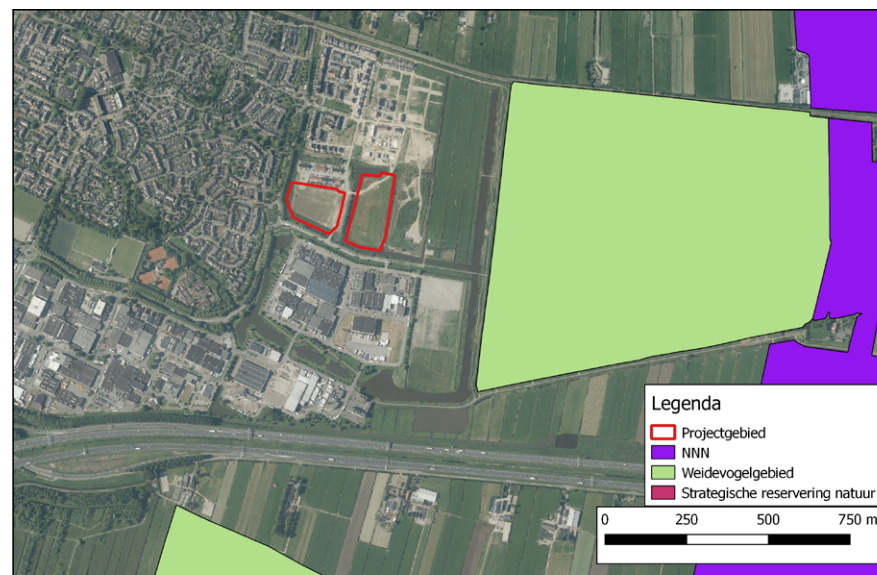 Legenda
Projectgebied
NNN
Weidevogelgebied
Strategische reservering natuur
0 250 500 750 m